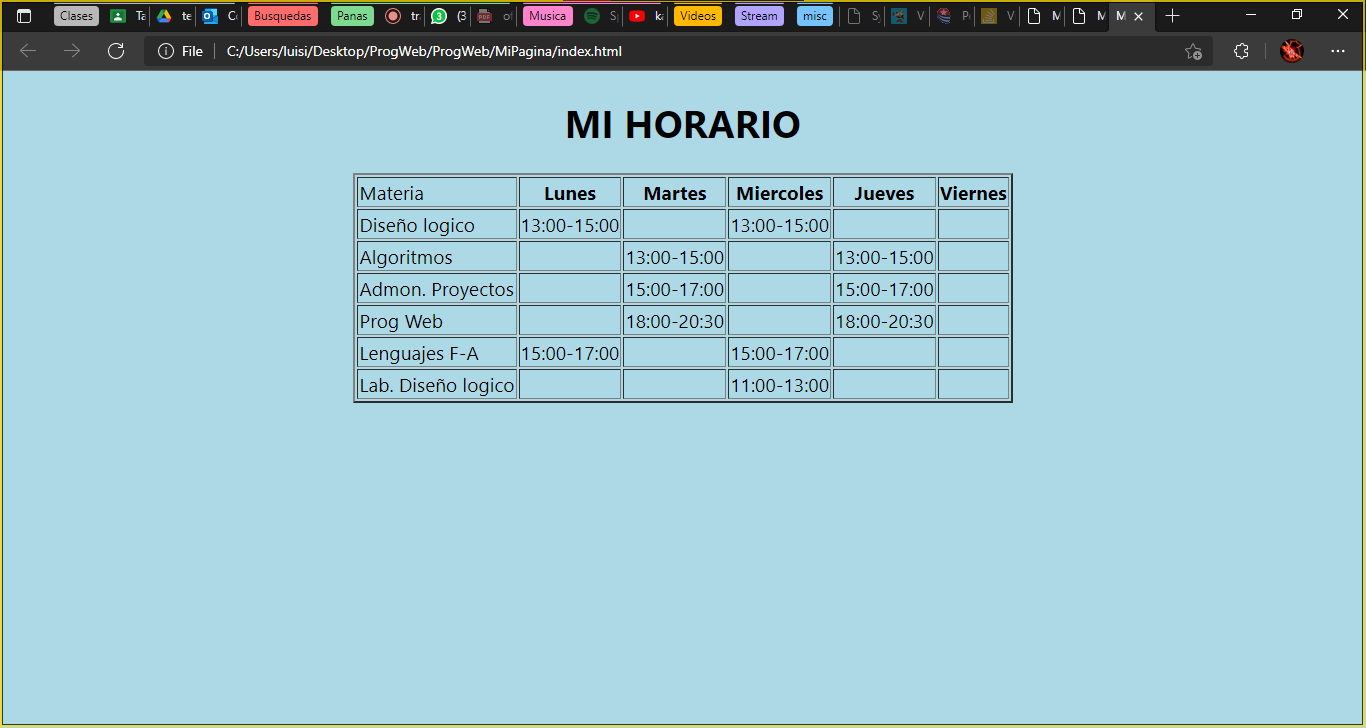 Clases Ta te Co Busquedas Panas tr (3 of Musica Sp ka Videos Stream misc Sy V Pu V M M M
File C:/Users/luisi/Desktop/ProgWeb/ProgWeb/MiPagina/index.html
MI HORARIO
Materia Lunes Martes Miercoles Jueves Viernes
Diseño logico 13:00-15:00 13:00-15:00
Algoritmos 13:00-15:00 13:00-15:00
Admon. Proyectos 15:00-17:00 15:00-17:00
Prog Web 18:00-20:30 18:00-20:30
Lenguajes F-A 15:00-17:00 15:00-17:00
Lab. Diseño logico 11:00-13:00